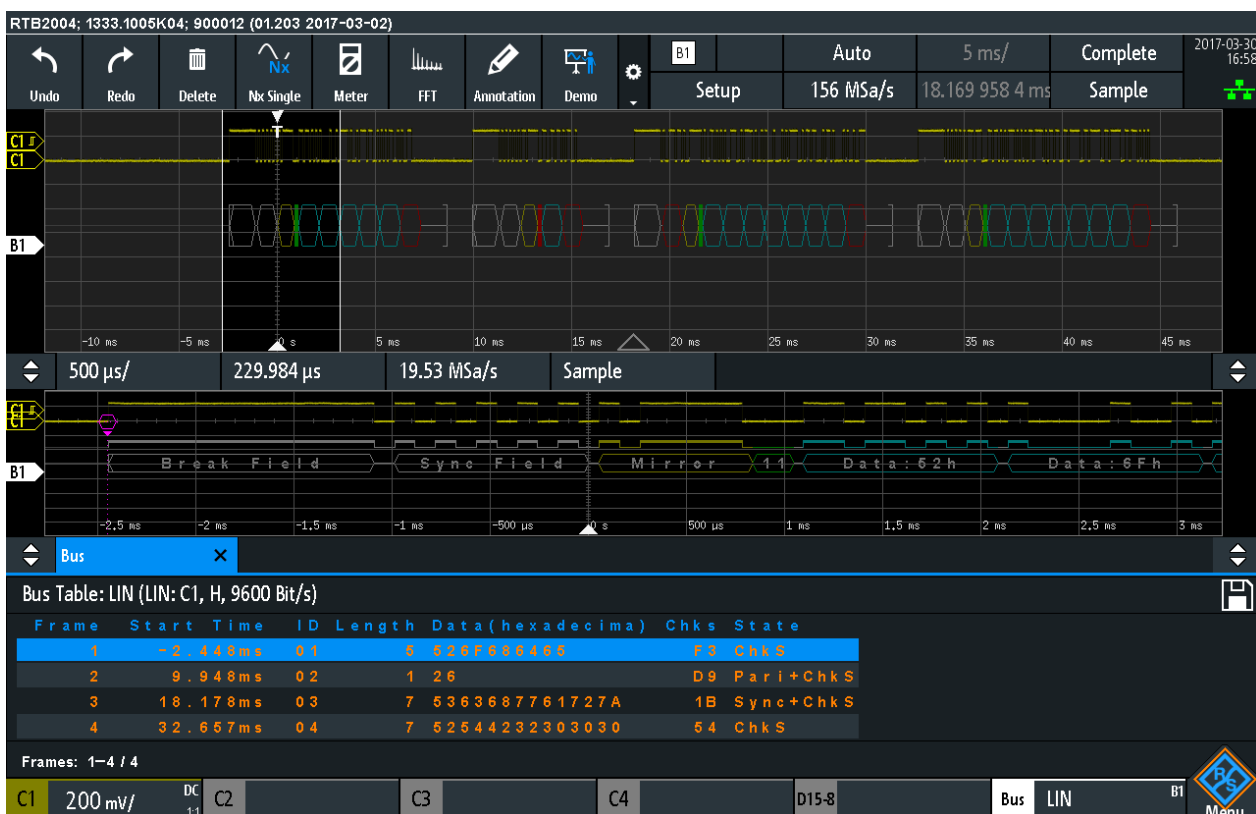 RTB2004; 1333.1005K04; 900012 (01.203 2017-03-02)
B1 Auto 5 ms/ Complete 2017-03-30
16:58
Undo Redo Delete Nx Single Meter FFT Annotation Demo Setup 156 MSa/s 18.169 958 4 ms Sample
Nx
T
C1
C1
B1
-10 ms -5 ms 0 s 5 ms 10 ms 15 ms 20 ms 25 ms 30 ms 35 ms 40 ms 45 ms
500 µs/ 229.984 µs 19.53 MSa/s Sample
C1
C1
B1 Break Field Sync Field Mirror 11 Data:52h Data:6Fh
-2,5 ms -2 ms -1,5 ms -1 ms -500 µs 0 s 500 µs 1 ms 1,5 ms 2 ms 2,5 ms 3 ms
Bus ×
Bus Table: LIN (LIN: C1, H, 9600 Bit/s)
Frame Start Time ID Length Data(hexadecima) Chks State
1 -2.448ms 01 5 526F686465 F3 ChkS
2 9.948ms 02 1 26 D9 Pari+ChkS
3 18.178ms 03 7 5363687761727A 1B Sync+ChkS
4 32.657ms 04 7 52544232303030 54 ChkS
Frames: 1-4 / 4
C1 200 mV/ DC 1:1 C2 C3 C4 D15-8 Bus LIN B1 R&S
Menu